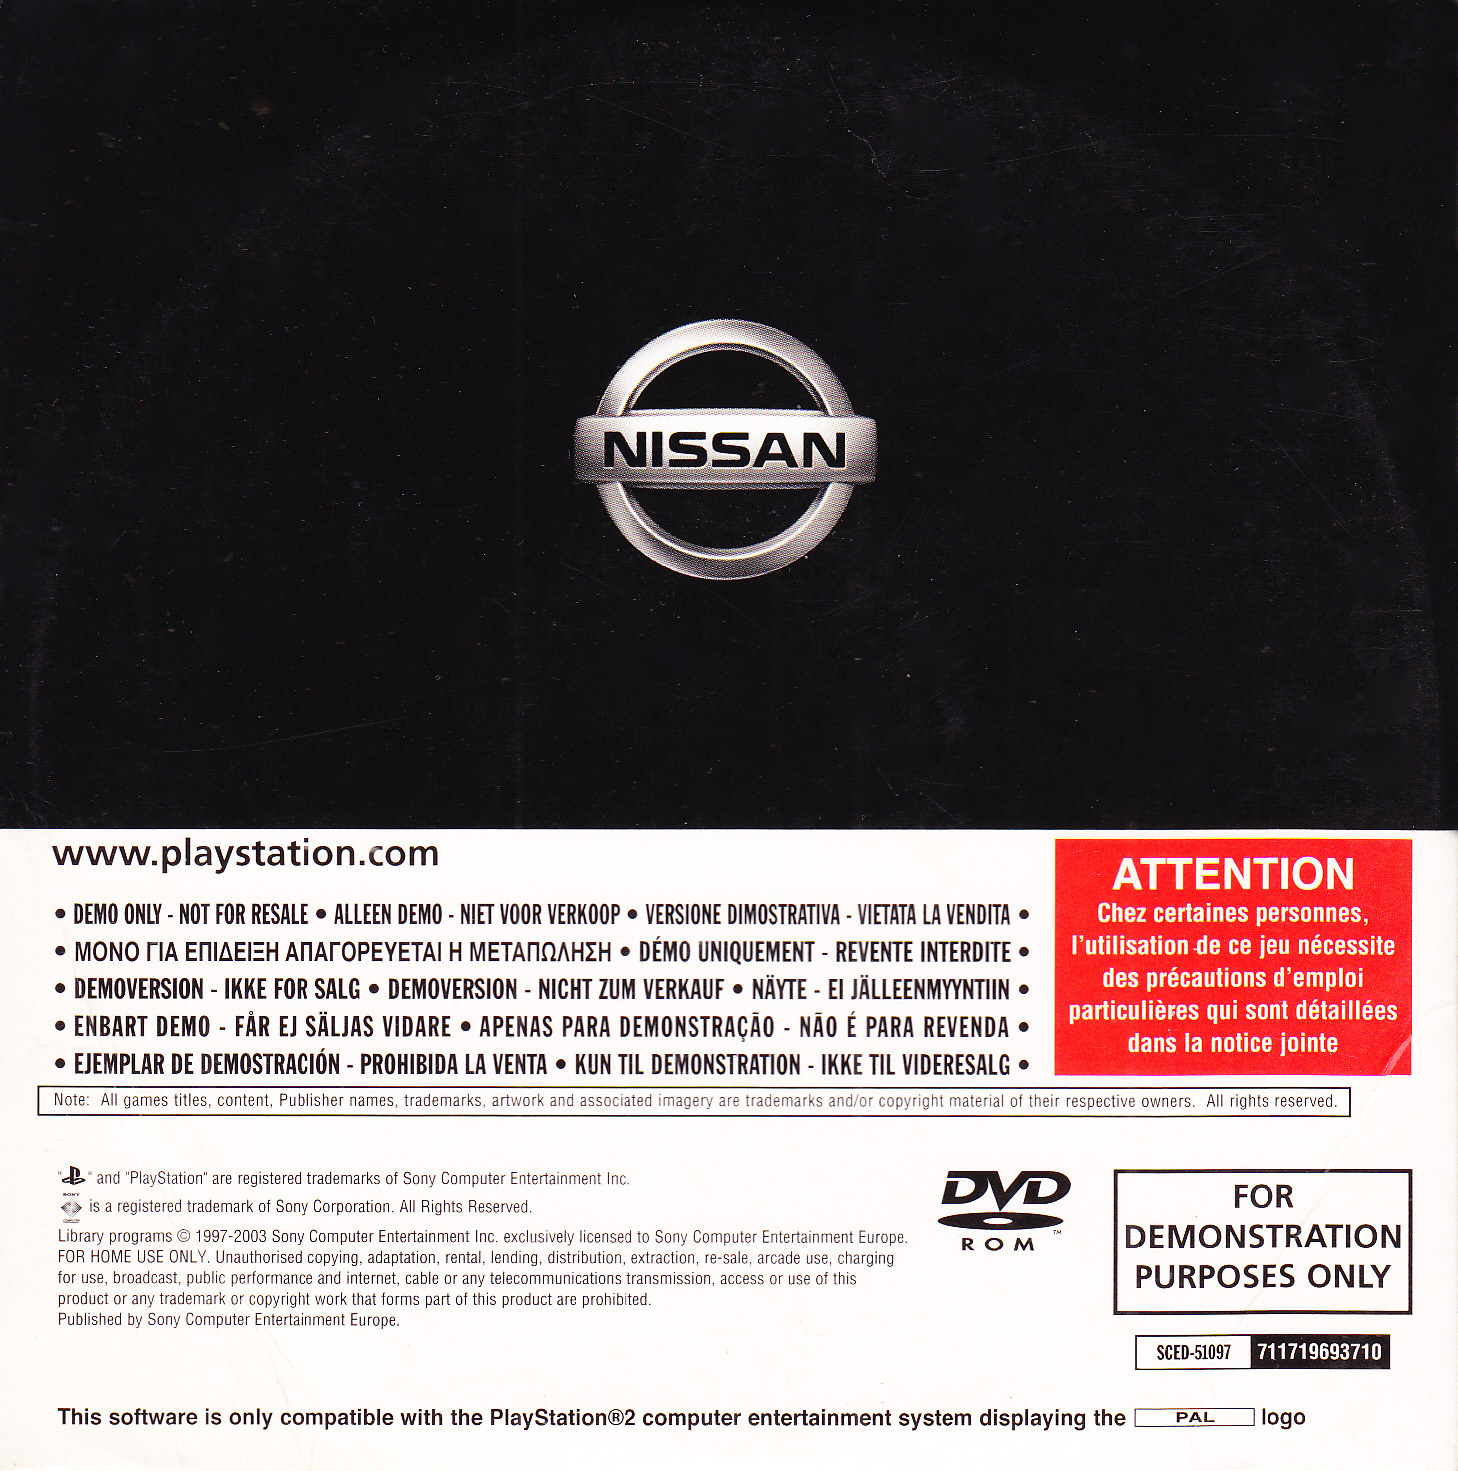 NISSAN
www.playstation.com
• DEMO ONLY - NOT FOR RESALE • ALLEEN DEMO - NIET VOOR VERKOOP • VERSIONE DIMOSTRATIVA - VIETATA LA VENDITA •
• ΜΟΝΟ ΓΙΑ ΕΠΙΔΕΙΞΗ ΑΠΑΓΟΡΕΥΕΤΑΙ Η ΜΕΤΑΠΩΛΗΣΗ • DÉMO UNIQUEMENT - REVENTE INTERDITE •
• DEMOVERSION - IKKE FOR SALG • DEMOVERSION - NICHT ZUM VERKAUF • NÄYTE - EI JÄLLEENMYYNTIIN •
• ENBART DEMO - FÅR EJ SÄLJAS VIDARE • APENAS PARA DEMONSTRAÇÃO - NÃO É PARA REVENDA •
• EJEMPLAR DE DEMOSTRACIÓN - PROHIBIDA LA VENTA • KUN TIL DEMONSTRATION - IKKE TIL VIDERESALG •
ATTENTION
Chez certaines personnes,
l'utilisation de ce jeu nécessite
des précautions d'emploi
particulières qui sont détaillées
dans la notice jointe
Note: All games titles, content, Publisher names, trademarks, artwork and associated imagery are trademarks and/or copyright material of their respective owners. All rights reserved.
" " and "PlayStation" are registered trademarks of Sony Computer Entertainment Inc.
SONY
COMPUTER
is a registered trademark of Sony Corporation. All Rights Reserved.
Library programs © 1997-2003 Sony Computer Entertainment Inc. exclusively licensed to Sony Computer Entertainment Europe.
FOR HOME USE ONLY. Unauthorised copying, adaptation, rental, lending, distribution, extraction, re-sale, arcade use, charging
for use, broadcast, public performance and internet, cable or any telecommunications transmission, access or use of this
product or any trademark or copyright work that forms part of this product are prohibited.
Published by Sony Computer Entertainment Europe.
DVD
ROM ™
FOR
DEMONSTRATION
PURPOSES ONLY
SCED-51097 711719693710
This software is only compatible with the PlayStation®2 computer entertainment system displaying the PAL logo